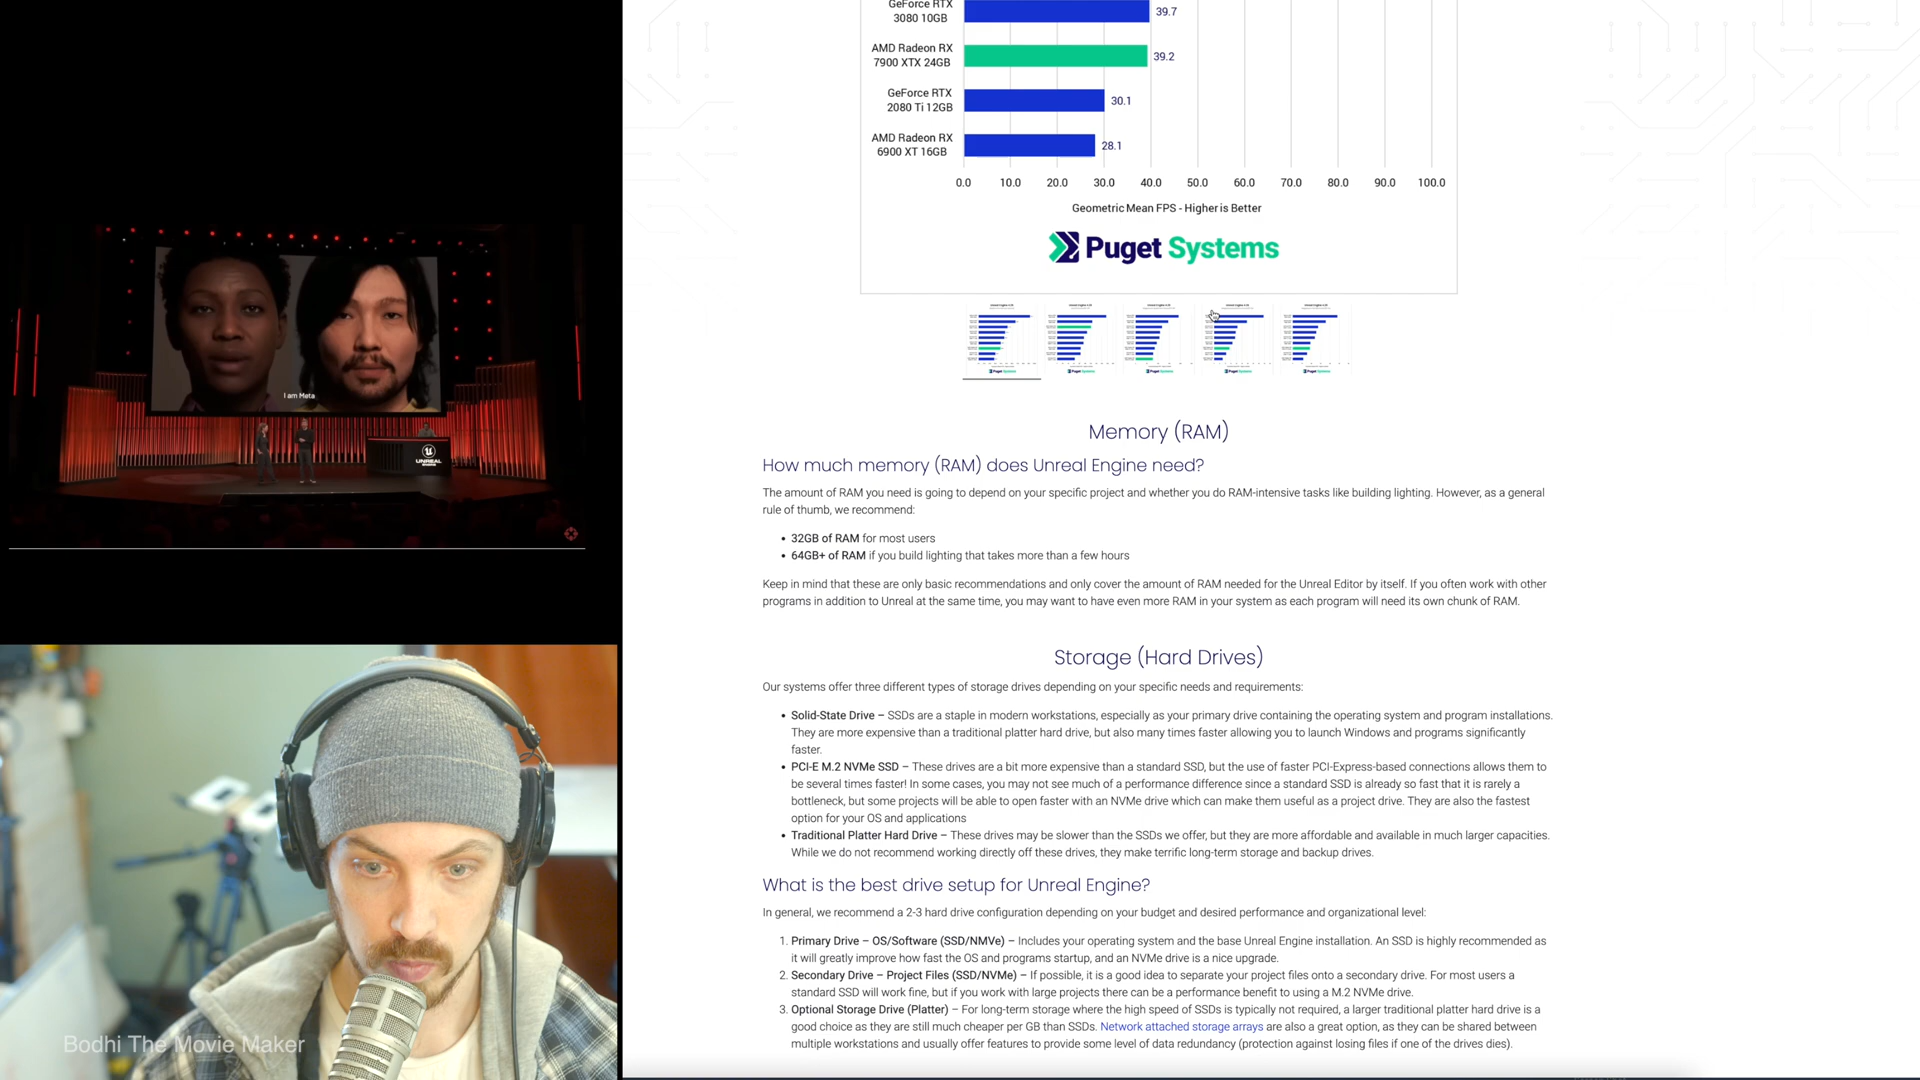 I am Meta
UNREAL
Bodhi The Movie Maker
GeForce RTX
3080 10GB
39.7
AMD Radeon RX
7900 XTX 24GB
39.2
GeForce RTX
2080 Ti 12GB
30.1
AMD Radeon RX
6900 XT 16GB
28.1
0.0 10.0 20.0 30.0 40.0 50.0 60.0 70.0 80.0 90.0 100.0
Geometric Mean FPS - Higher is Better
Puget Systems
Puget Systems Puget Systems Puget Systems Puget Systems Puget Systems
Memory (RAM)
How much memory (RAM) does Unreal Engine need?
The amount of RAM you need is going to depend on your specific project and whether you do RAM-intensive tasks like building lighting. However, as a general
rule of thumb, we recommend:
• 32GB of RAM for most users
• 64GB+ of RAM if you build lighting that takes more than a few hours
Keep in mind that these are only basic recommendations and only cover the amount of RAM needed for the Unreal Editor by itself. If you often work with other
programs in addition to Unreal at the same time, you may want to have even more RAM in your system as each program will need its own chunk of RAM.
Storage (Hard Drives)
Our systems offer three different types of storage drives depending on your specific needs and requirements:
• Solid-State Drive – SSDs are a staple in modern workstations, especially as your primary drive containing the operating system and program installations.
They are more expensive than a traditional platter hard drive, but also many times faster allowing you to launch Windows and programs significantly
faster.
• PCI-E M.2 NVMe SSD – These drives are a bit more expensive than a standard SSD, but the use of faster PCI-Express-based connections allows them to
be several times faster! In some cases, you may not see much of a performance difference since a standard SSD is already so fast that it is rarely a
bottleneck, but some projects will be able to open faster with an NVMe drive which can make them useful as a project drive. They are also the fastest
option for your OS and applications
• Traditional Platter Hard Drive – These drives may be slower than the SSDs we offer, but they are more affordable and available in much larger capacities.
While we do not recommend working directly off these drives, they make terrific long-term storage and backup drives.
What is the best drive setup for Unreal Engine?
In general, we recommend a 2-3 hard drive configuration depending on your budget and desired performance and organizational level:
1. Primary Drive – OS/Software (SSD/NMVe) – Includes your operating system and the base Unreal Engine installation. An SSD is highly recommended as
it will greatly improve how fast the OS and programs startup, and an NVMe drive is a nice upgrade.
2. Secondary Drive – Project Files (SSD/NVMe) – If possible, it is a good idea to separate your project files onto a secondary drive. For most users a
standard SSD will work fine, but if you work with large projects there can be a performance benefit to using a M.2 NVMe drive.
3. Optional Storage Drive (Platter) – For long-term storage where the high speed of SSDs is typically not required, a larger traditional platter hard drive is a
good choice as they are still much cheaper per GB than SSDs. Network attached storage arrays are also a great option, as they can be shared between
multiple workstations and usually offer features to provide some level of data redundancy (protection against losing files if one of the drives dies).